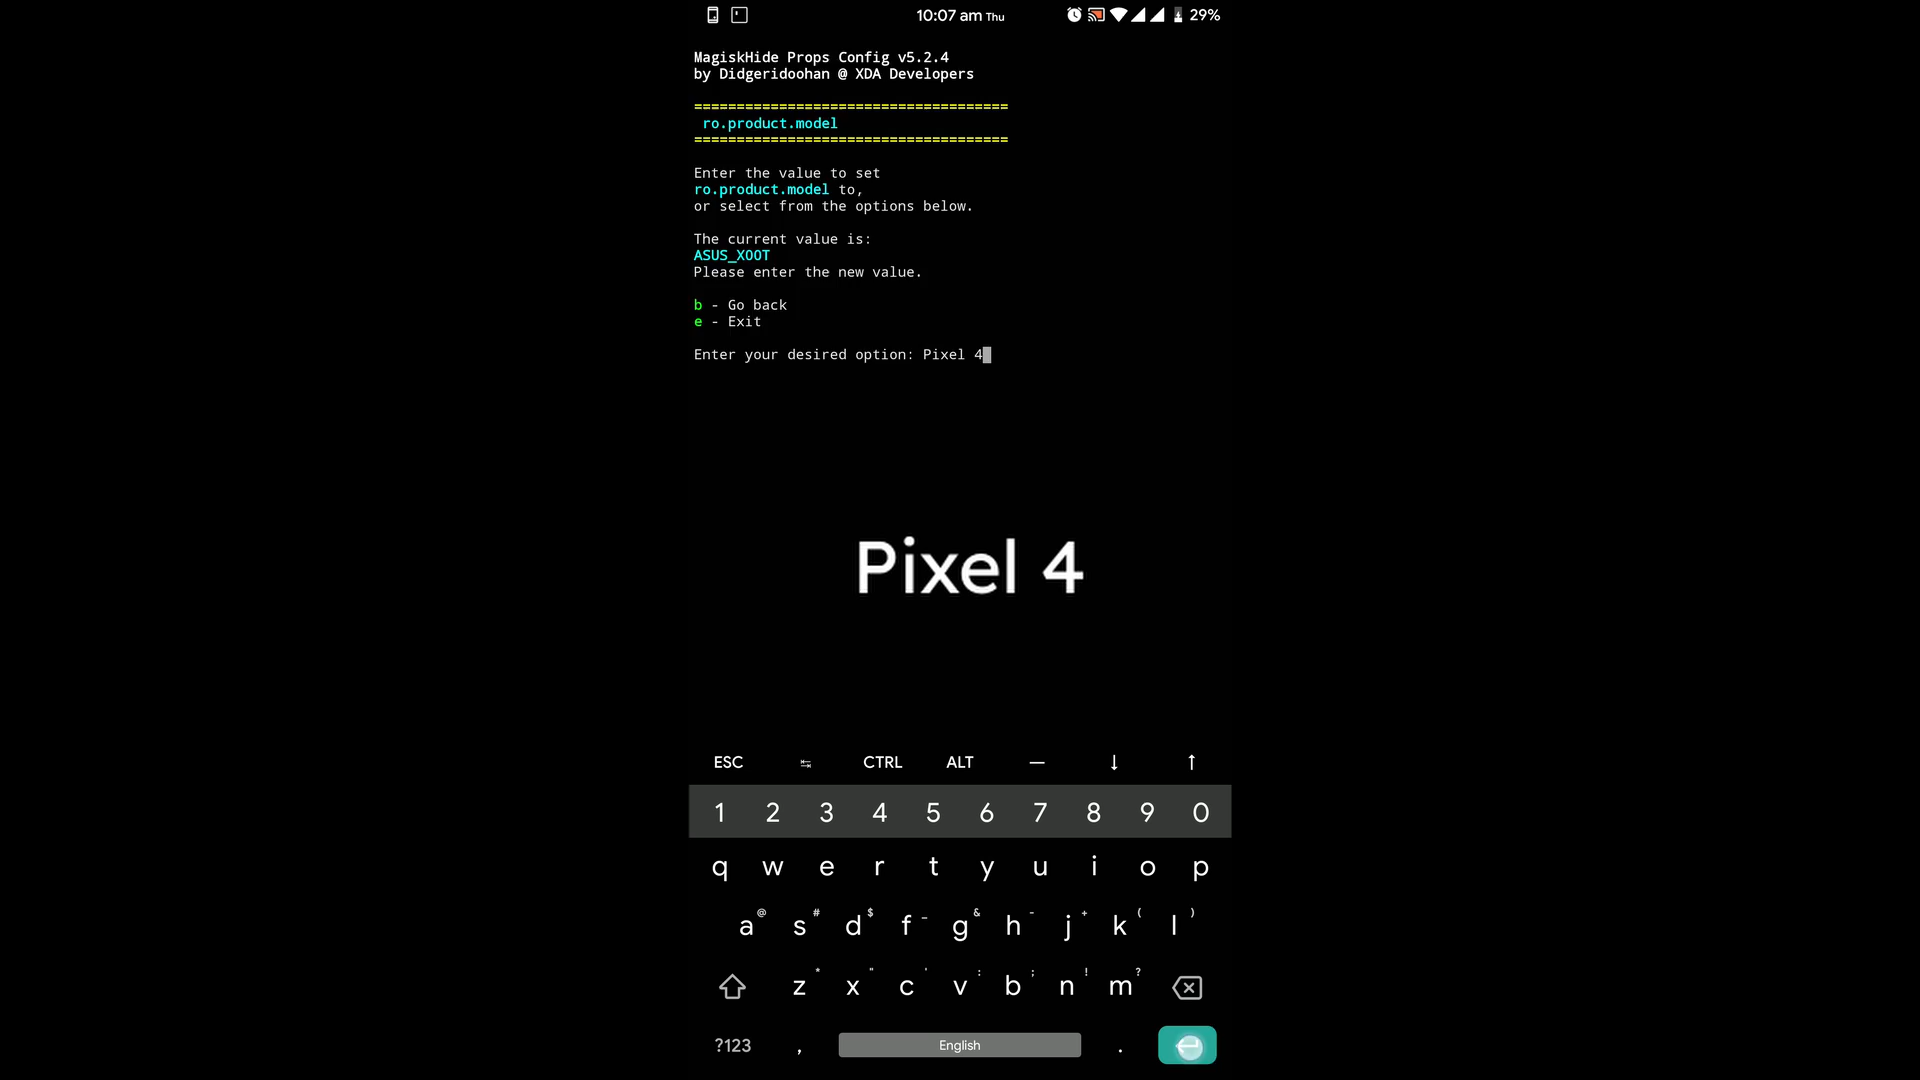 10:07 am Thu
29%
MagiskHide Props Config v5.2.4
by Didgeridoohan @ XDA Developers
=====================================
ro.product.model
=====================================
Enter the value to set
ro.product.model to,
or select from the options below.
The current value is:
ASUS_X00T
Please enter the new value.
b - Go back
e - Exit
Enter your desired option: Pixel 4
Pixel 4
ESC ↹ CTRL ALT — ↓ ↑
1 2 3 4 5 6 7 8 9 0
q w e r t y u i o p
a @ s # d $ f _ g & h - j + k ( l )
z * x " c ' v : b ; n ! m ?
?123 , English .